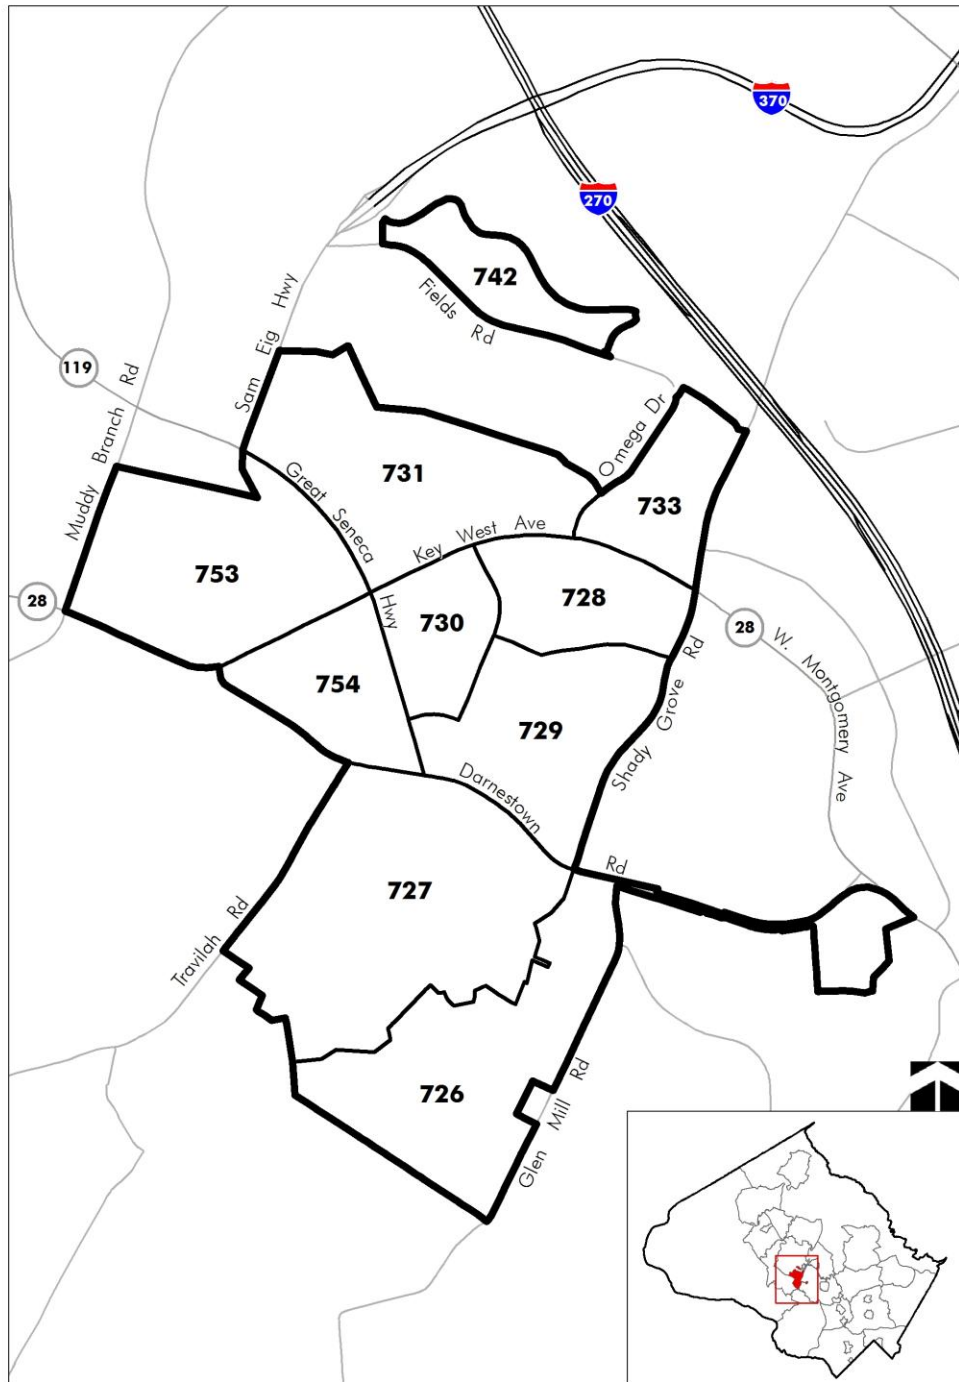 370
270
742
Fields Rd
Sam Eig Hwy
119
Muddy Branch Rd
Omega Dr
731
Great Seneca Hwy
733
Key West Ave
753
28
728
730
28
W. Montgomery Ave
754
Shady Grove Rd
729
Darnestown Rd
727
Travilah Rd
726
Glen Mill Rd